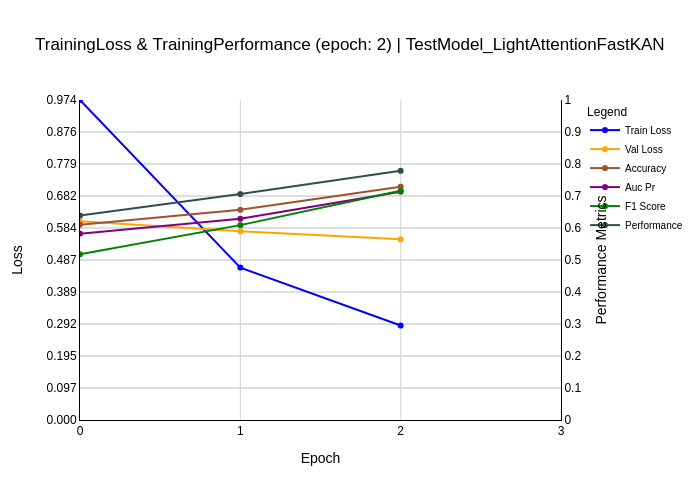 TrainingLoss & TrainingPerformance (epoch: 2) | TestModel_LightAttentionFastKAN
0.974
0.876
0.779
0.682
0.584
0.487
0.389
0.292
0.195
0.097
0.000
Loss
0
1
2
3
Epoch
1
0.9
0.8
0.7
0.6
0.5
0.4
0.3
0.2
0.1
0
Performance Metrics
Legend
Train Loss
Val Loss
Accuracy
Auc Pr
F1 Score
Performance